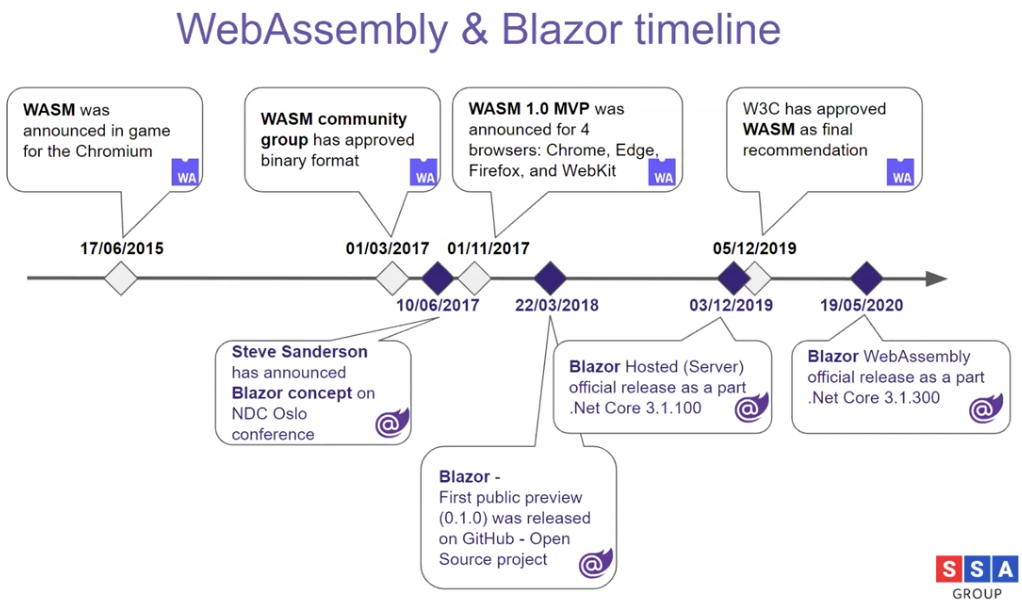 WebAssembly & Blazor timeline
WASM was
announced in game
for the Chromium
WA
WASM community
group has approved
binary format
WA
WASM 1.0 MVP was
announced for 4
browsers: Chrome, Edge,
Firefox, and WebKit
WA
W3C has approved
WASM as final
recommendation
WA
17/06/2015
01/03/2017
01/11/2017
05/12/2019
10/06/2017
22/03/2018
03/12/2019
19/05/2020
Steve Sanderson
has announced
Blazor concept on
NDC Oslo
conference
@
Blazor -
First public preview
(0.1.0) was released
on GitHub - Open
Source project
@
Blazor Hosted (Server)
official release as a part
.Net Core 3.1.100
@
Blazor WebAssembly
official release as a part
.Net Core 3.1.300
@
SSA
GROUP